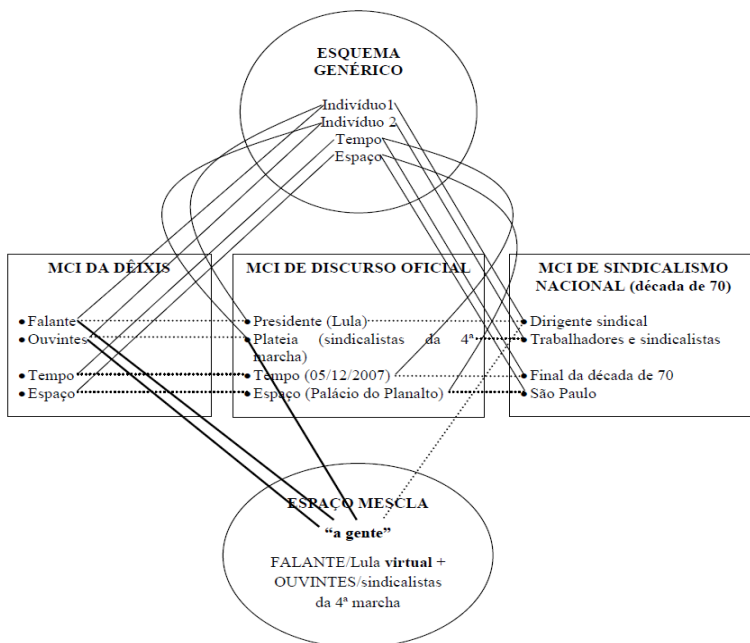 ESQUEMA
GENÉRICO
Indivíduo1
Indivíduo 2
Tempo
Espaço
MCI DA DÊIXIS
Falante
Ouvintes
Tempo
Espaço
MCI DE DISCURSO OFICIAL
Presidente (Lula)
Plateia (sindicalistas da 4ª
marcha)
Tempo (05/12/2007)
Espaço (Palácio do Planalto)
MCI DE SINDICALISMO
NACIONAL (década de 70)
Dirigente sindical
Trabalhadores e sindicalistas
Final da década de 70
São Paulo
ESPAÇO MESCLA
“a gente”
FALANTE/Lula virtual +
OUVINTES/sindicalistas
da 4ª marcha